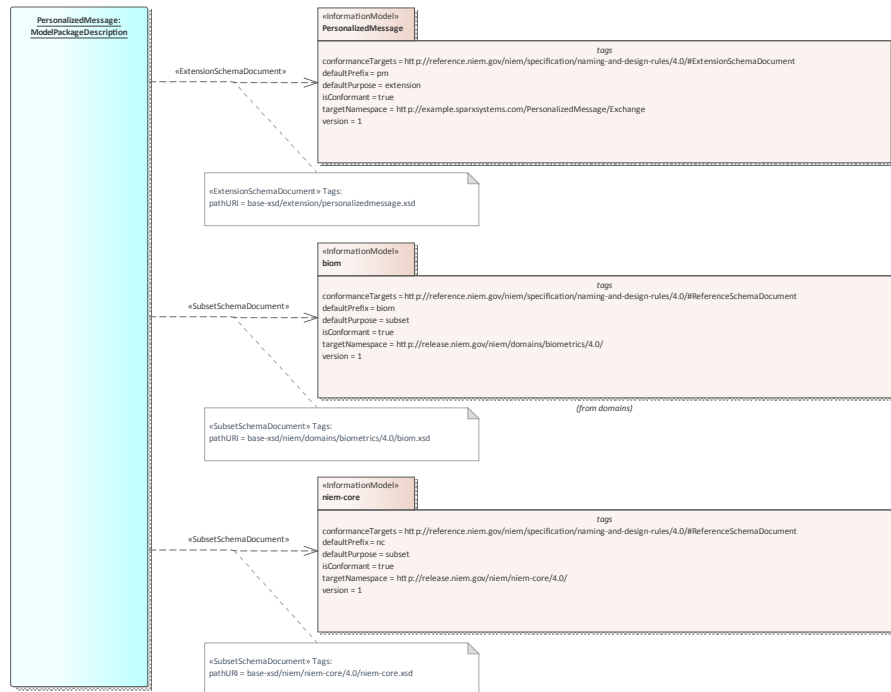 PersonalizedMessage:
ModelPackageDescription
«InformationModel»
PersonalizedMessage
tags
conformanceTargets = http://reference.niem.gov/niem/specification/naming-and-design-rules/4.0/#ExtensionSchemaDocument
defaultPrefix = pm
defaultPurpose = extension
isConformant = true
targetNamespace = http://example.sparxsystems.com/PersonalizedMessage/Exchange
version = 1
«ExtensionSchemaDocument»
«ExtensionSchemaDocument» Tags:
pathURI = base-xsd/extension/personalizedmessage.xsd
«InformationModel»
biom
tags
conformanceTargets = http://reference.niem.gov/niem/specification/naming-and-design-rules/4.0/#ReferenceSchemaDocument
defaultPrefix = biom
defaultPurpose = subset
isConformant = true
targetNamespace = http://release.niem.gov/niem/domains/biometrics/4.0/
version = 1
«SubsetSchemaDocument»
(from domains)
«SubsetSchemaDocument» Tags:
pathURI = base-xsd/niem/domains/biometrics/4.0/biom.xsd
«InformationModel»
niem-core
tags
conformanceTargets = http://reference.niem.gov/niem/specification/naming-and-design-rules/4.0/#ReferenceSchemaDocument
defaultPrefix = nc
defaultPurpose = subset
isConformant = true
targetNamespace = http://release.niem.gov/niem/niem-core/4.0/
version = 1
«SubsetSchemaDocument»
«SubsetSchemaDocument» Tags:
pathURI = base-xsd/niem/niem-core/4.0/niem-core.xsd